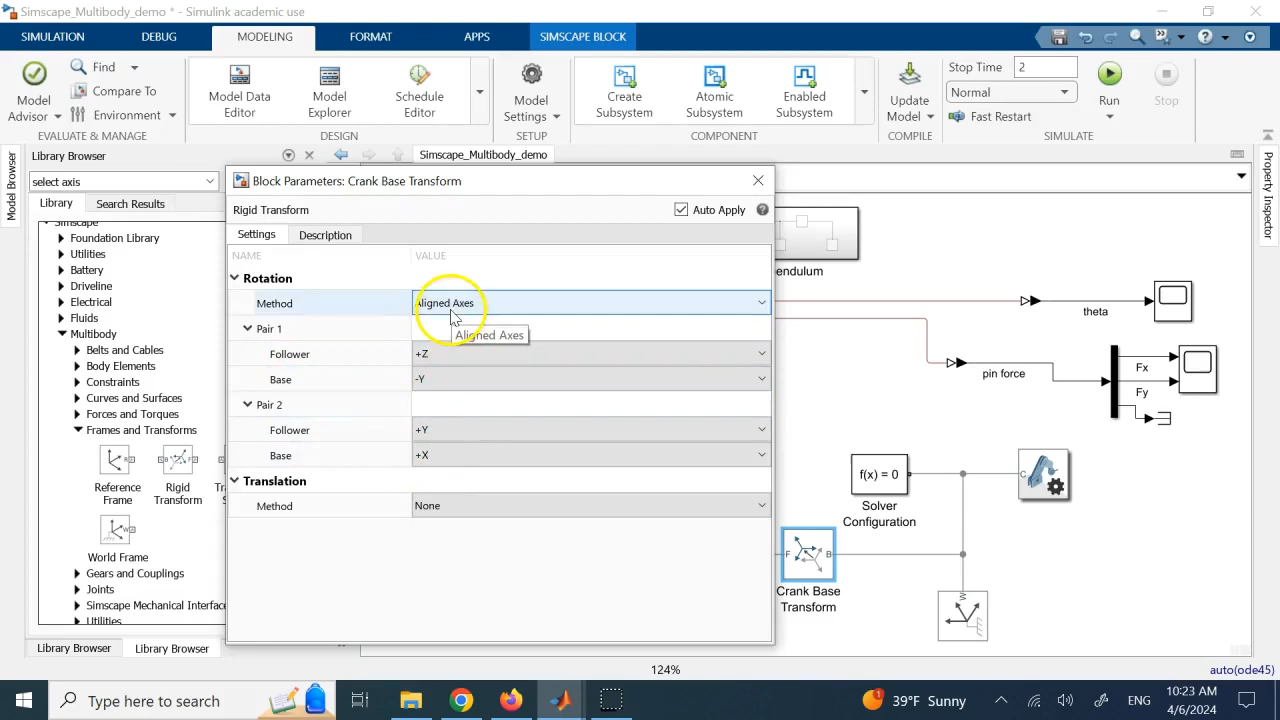 Simscape_Multibody_demo * - Simulink academic use
SIMULATION DEBUG MODELING FORMAT APPS SIMSCAPE BLOCK
Model Advisor
Find
Compare To
Environment
EVALUATE & MANAGE
Model Data Editor
Model Explorer
Schedule Editor
DESIGN
Model Settings
SETUP
Create Subsystem
Atomic Subsystem
Enabled Subsystem
COMPONENT
Update Model
COMPILE
Stop Time 2
Normal
Fast Restart
Run
Stop
SIMULATE
Model Browser
Library Browser
select axis
Library Search Results
Simscape
Foundation Library
Utilities
Battery
Driveline
Electrical
Fluids
Multibody
Belts and Cables
Body Elements
Constraints
Curves and Surfaces
Forces and Torques
Frames and Transforms
Reference Frame
Rigid Transform
World Frame
Gears and Couplings
Joints
Simscape Mechanical Interface
Utilities
Library Browser Library Browser
Simscape_Multibody_demo
Block Parameters: Crank Base Transform
Rigid Transform
Auto Apply
Settings Description
NAME VALUE
Rotation
Method Aligned Axes
Aligned Axes
Pair 1
Follower +Z
Base -Y
Pair 2
Follower +Y
Base +X
Translation
Method None
endulum
theta
pin force
Fx
Fy
f(x) = 0
Solver Configuration
C
F B
Crank Base Transform
W
Property Inspector
124% auto(ode45)
Type here to search
39°F Sunny
ENG
10:23 AM
4/6/2024